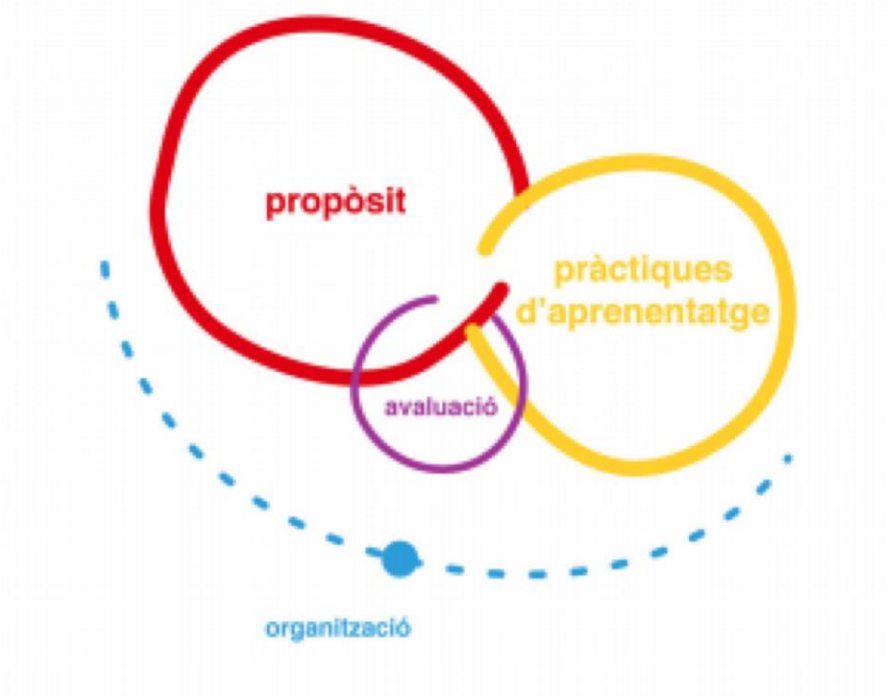 propòsit
pràctiques
d'aprenentatge
avaluació
organització